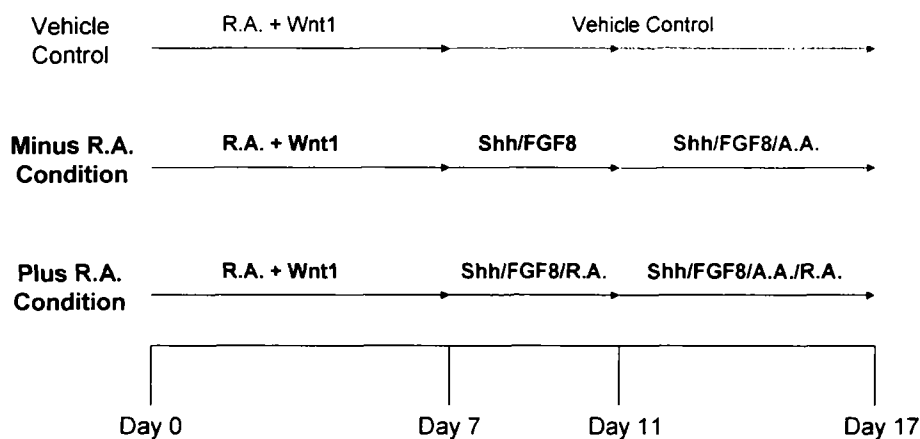 Vehicle Control
R.A. + Wnt1
Vehicle Control
Minus R.A. Condition
R.A. + Wnt1
Shh/FGF8
Shh/FGF8/A.A.
Plus R.A. Condition
R.A. + Wnt1
Shh/FGF8/R.A.
Shh/FGF8/A.A./R.A.
Day 0
Day 7
Day 11
Day 17